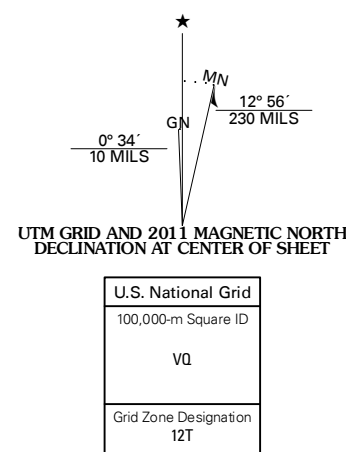 ★
MN
GN
12° 56´
230 MILS
0° 34´
10 MILS
UTM GRID AND 2011 MAGNETIC NORTH
DECLINATION AT CENTER OF SHEET
U.S. National Grid
100,000-m Square ID
VQ
Grid Zone Designation
12T